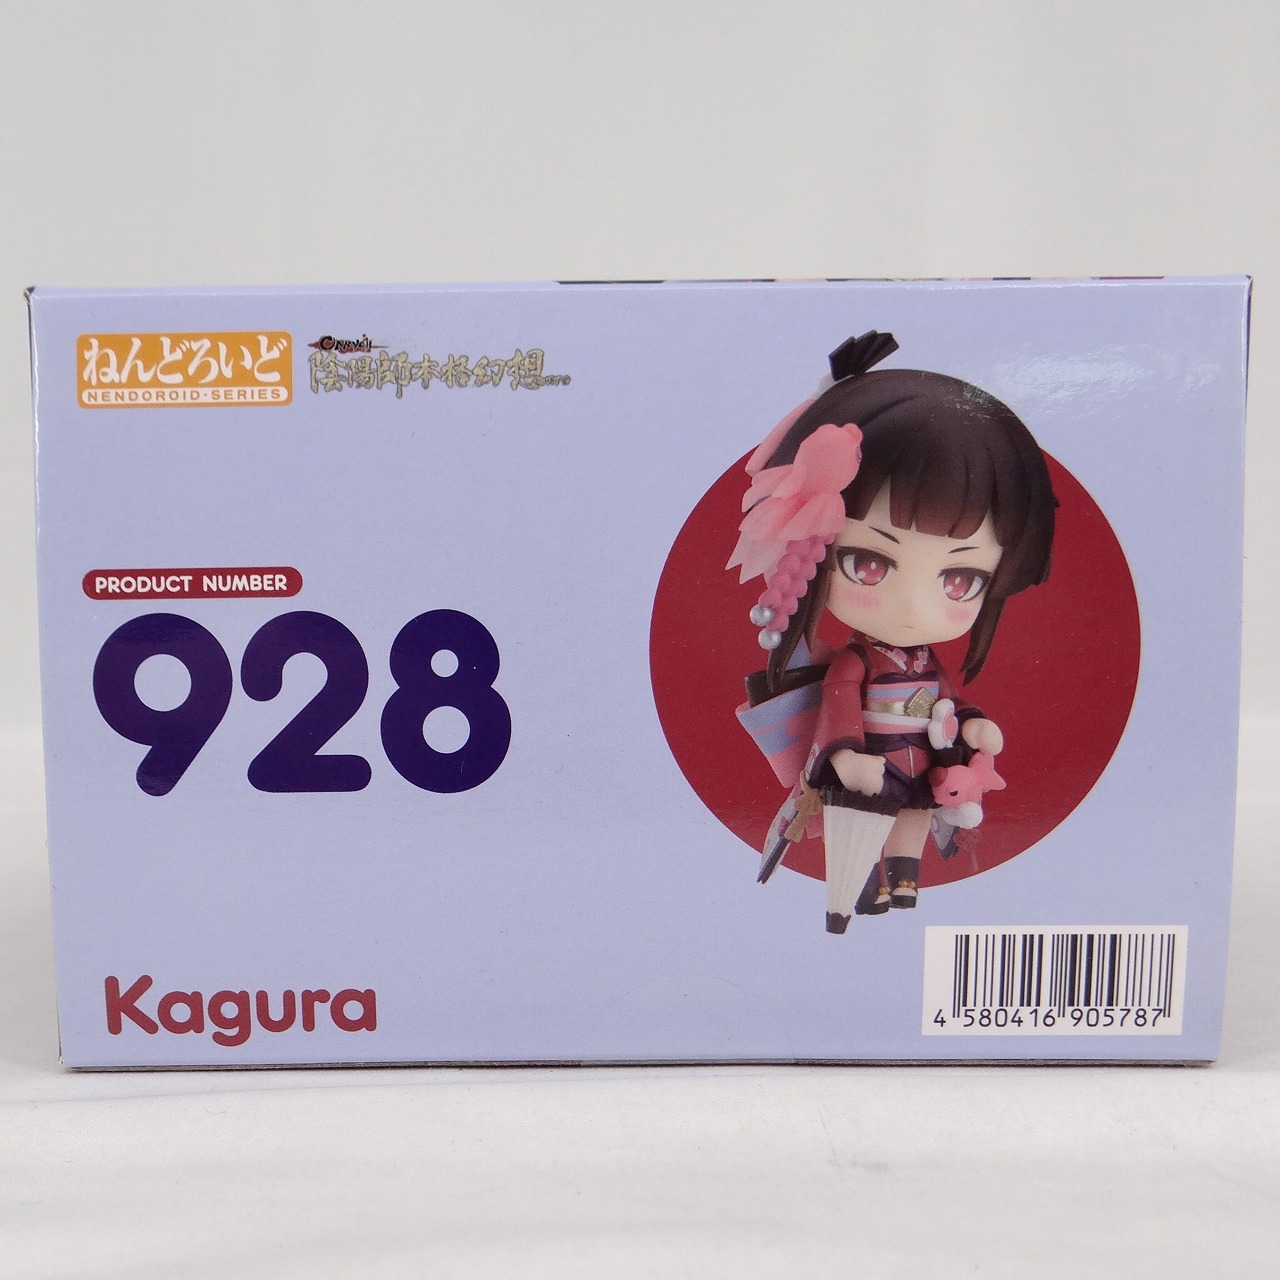 ねんどろいど
NENDOROID·SERIES
Onmyoji
陰陽師本格幻想
PRODUCT NUMBER
928
Kagura
4 580416 905787